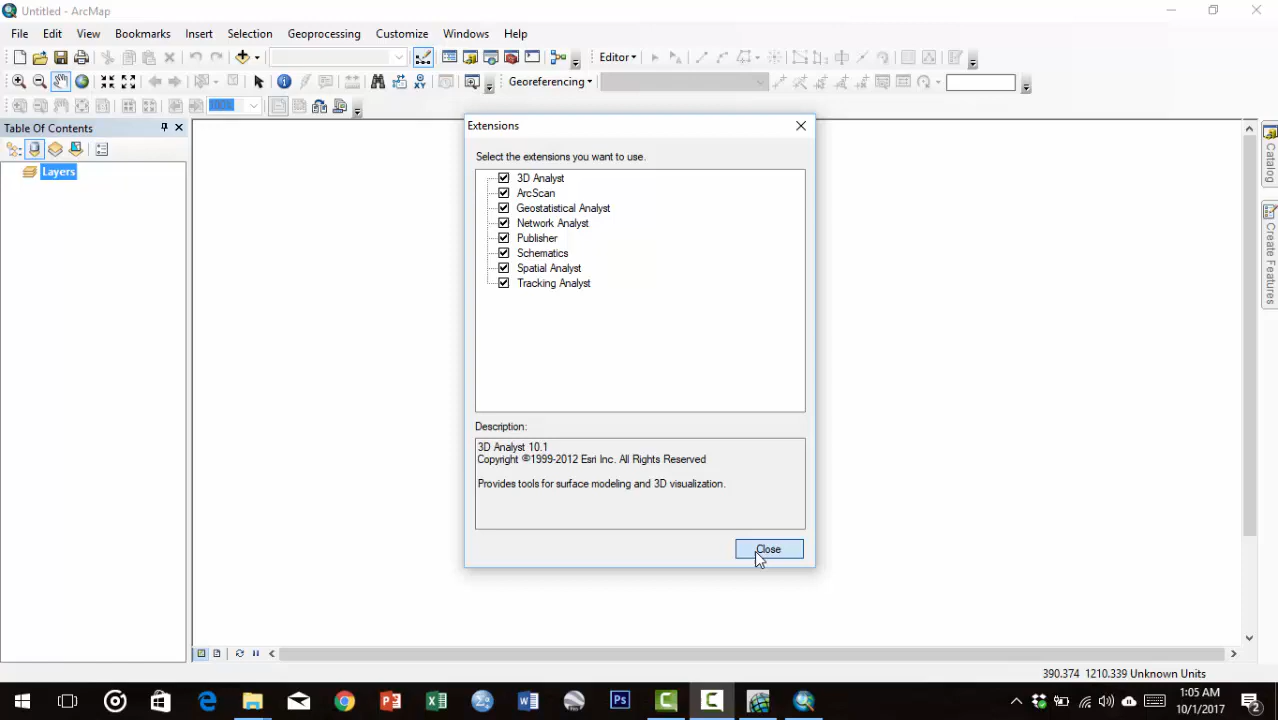 Untitled - ArcMap
File Edit View Bookmarks Insert Selection Geoprocessing Customize Windows Help
Editor
Georeferencing
100%
Table Of Contents
Layers
Extensions
Select the extensions you want to use.
3D Analyst
ArcScan
Geostatistical Analyst
Network Analyst
Publisher
Schematics
Spatial Analyst
Tracking Analyst
Description:
3D Analyst 10.1
Copyright ©1999-2012 Esri Inc. All Rights Reserved
Provides tools for surface modeling and 3D visualization.
Close
Catalog
Create Features
390.374 1210.339 Unknown Units
1:05 AM
10/1/2017
2